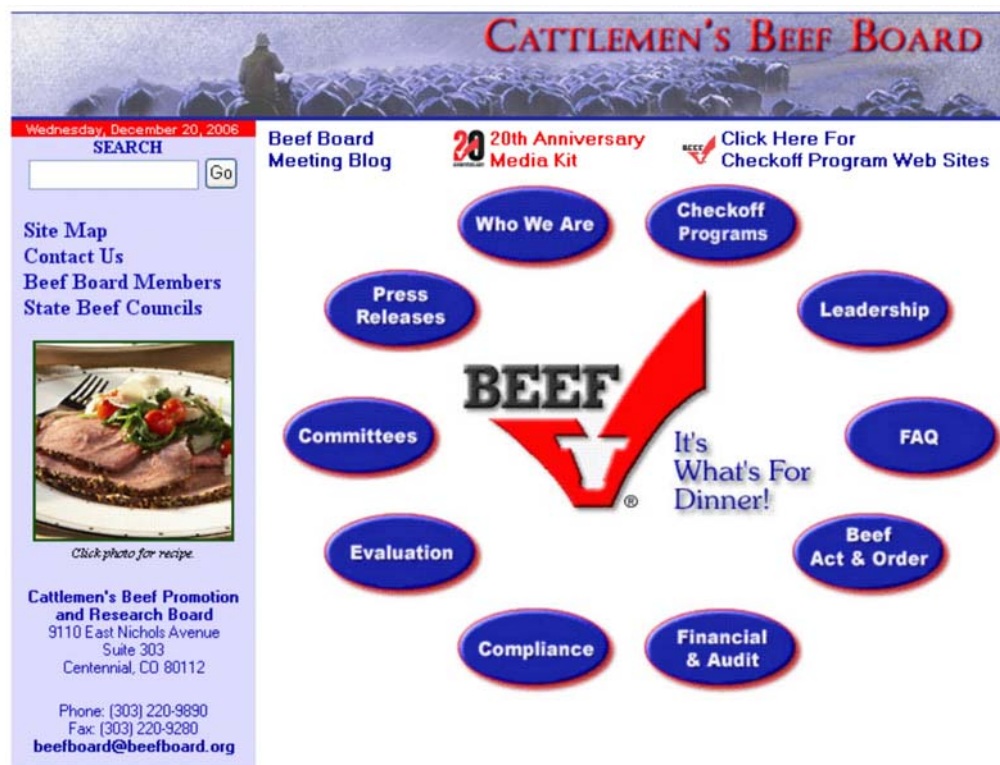 CATTLEMEN'S BEEF BOARD
Wednesday, December 20, 2006
SEARCH
Go
Site Map
Contact Us
Beef Board Members
State Beef Councils
Click photo for recipe.
Cattlemen's Beef Promotion
and Research Board
9110 East Nichols Avenue
Suite 303
Centennial, CO 80112
Phone: (303) 220-9890
Fax: (303) 220-9280
beefboard@beefboard.org
Beef Board
Meeting Blog
20
ANNIVERSARY
20th Anniversary
Media Kit
BEEF
Click Here For
Checkoff Program Web Sites
Who We Are
Checkoff
Programs
Press
Releases
Leadership
BEEF
®
It's
What's For
Dinner!
Committees
FAQ
Evaluation
Beef
Act & Order
Compliance
Financial
& Audit